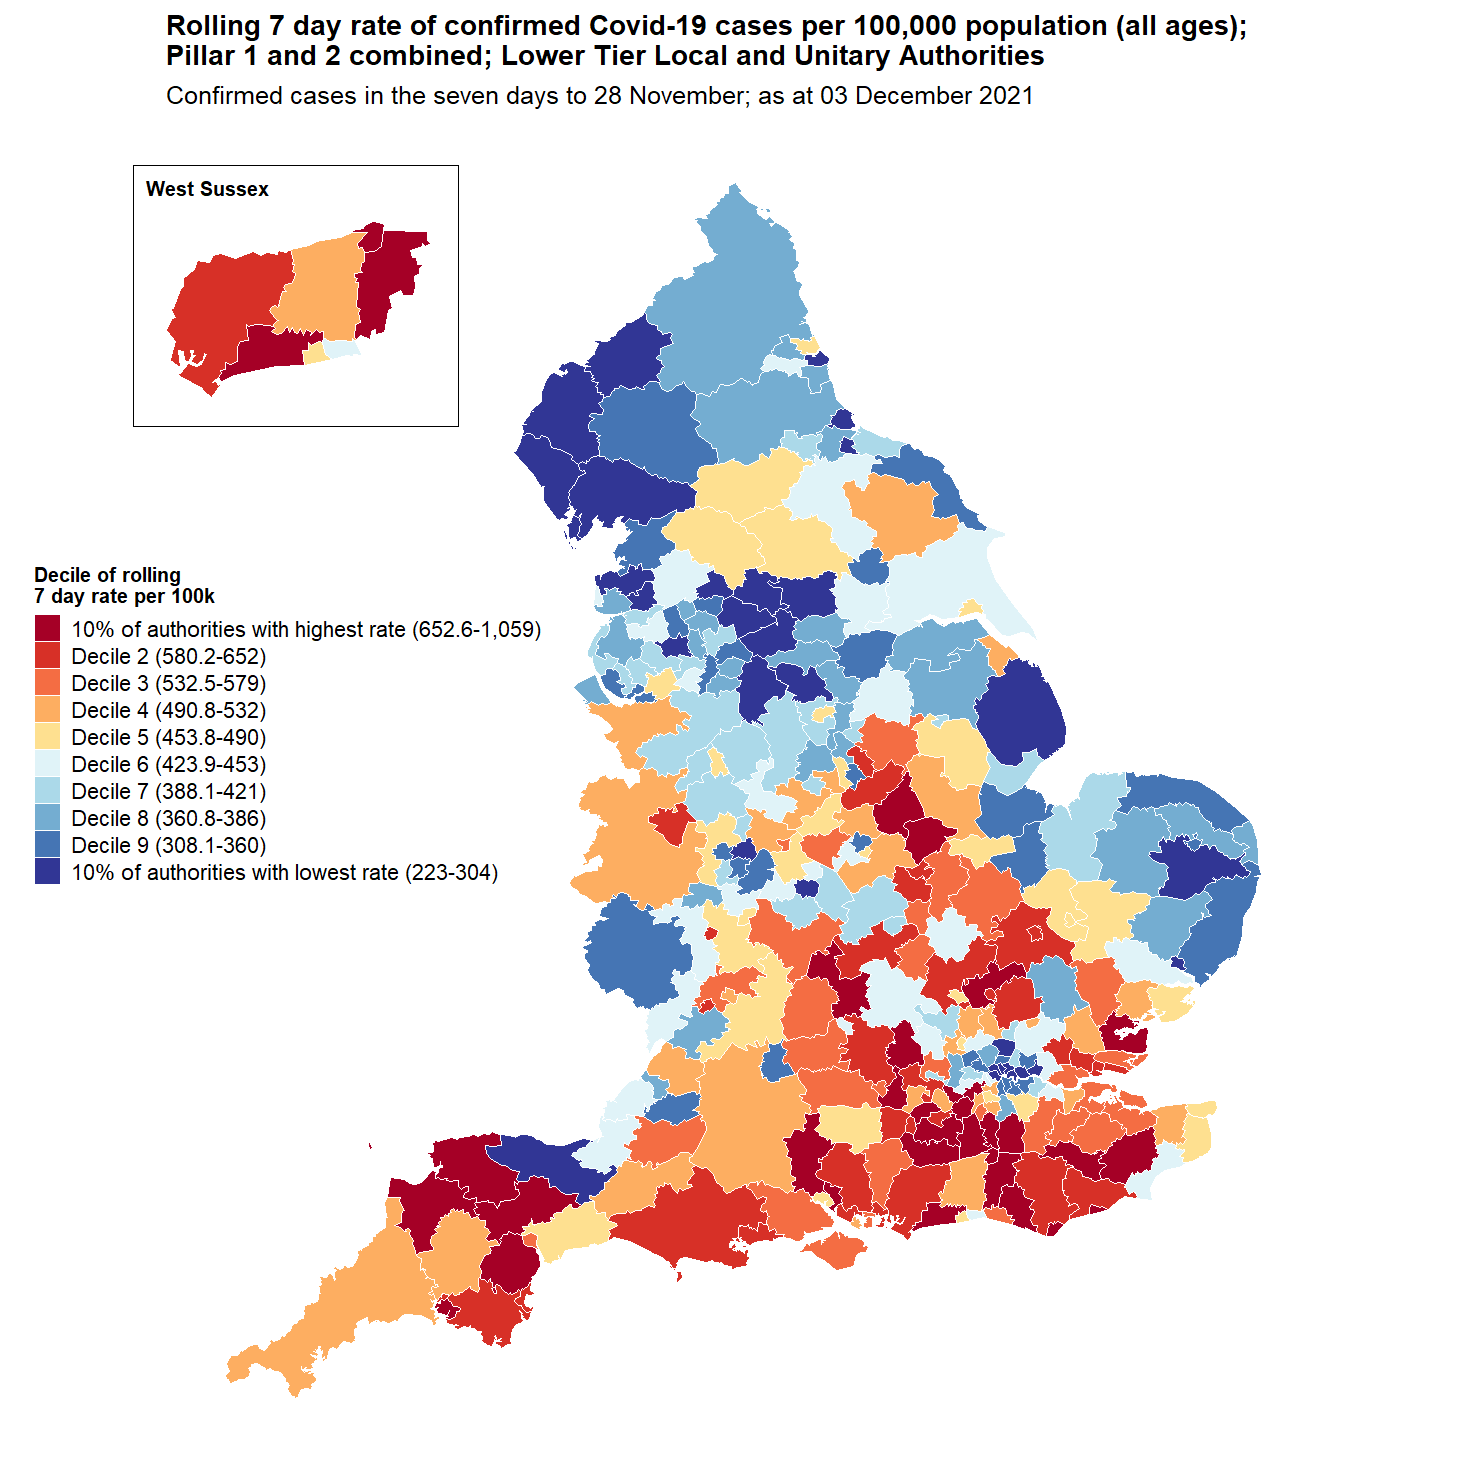 Rolling 7 day rate of confirmed Covid-19 cases per 100,000 population (all ages);
Pillar 1 and 2 combined; Lower Tier Local and Unitary Authorities
Confirmed cases in the seven days to 28 November; as at 03 December 2021
West Sussex
Decile of rolling
7 day rate per 100k
10% of authorities with highest rate (652.6-1,059)
Decile 2 (580.2-652)
Decile 3 (532.5-579)
Decile 4 (490.8-532)
Decile 5 (453.8-490)
Decile 6 (423.9-453)
Decile 7 (388.1-421)
Decile 8 (360.8-386)
Decile 9 (308.1-360)
10% of authorities with lowest rate (223-304)